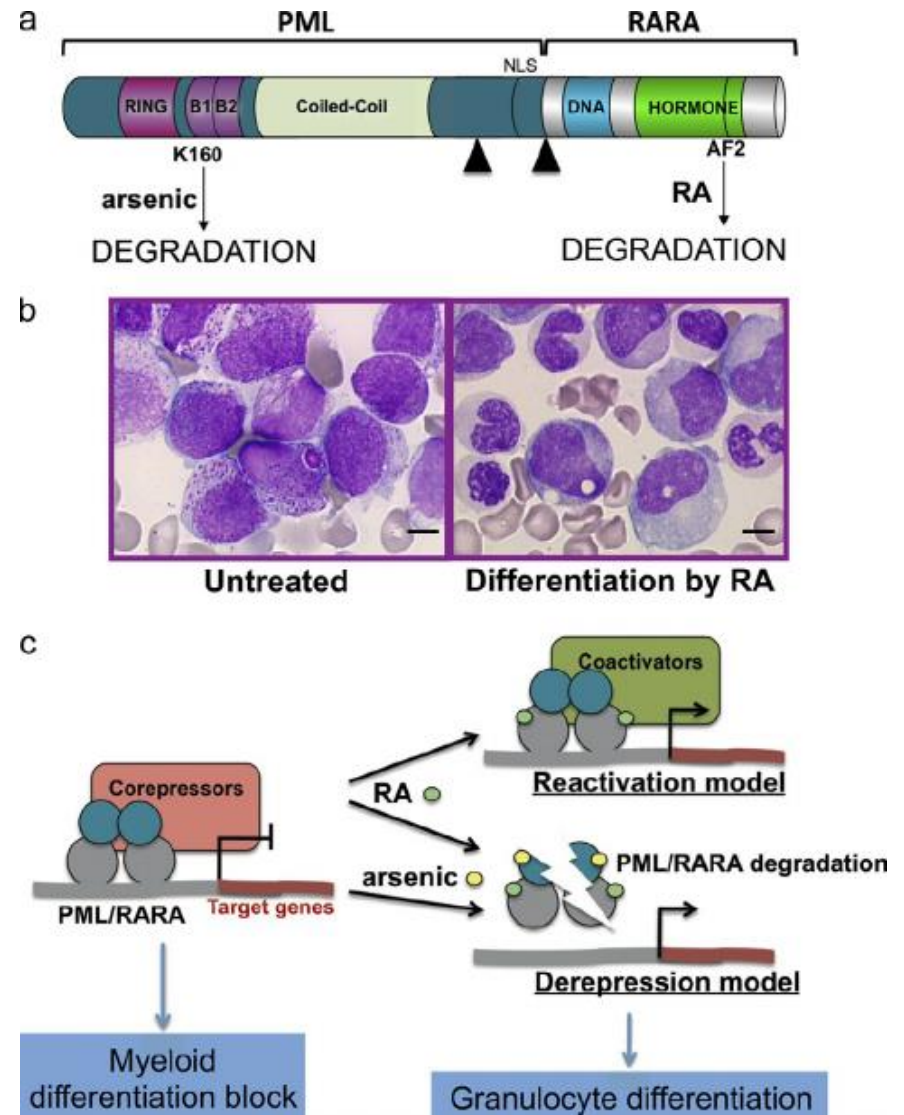 a
PML RARA
NLS
RING B1 B2 Coiled-Coil DNA HORMONE
K160 AF2
arsenic RA
DEGRADATION DEGRADATION
b
Untreated Differentiation by RA
c
Coactivators
Corepressors
Reactivation model
RA
arsenic PML/RARA degradation
PML/RARA Target genes
Derepression model
Myeloid
differentiation block
Granulocyte differentiation